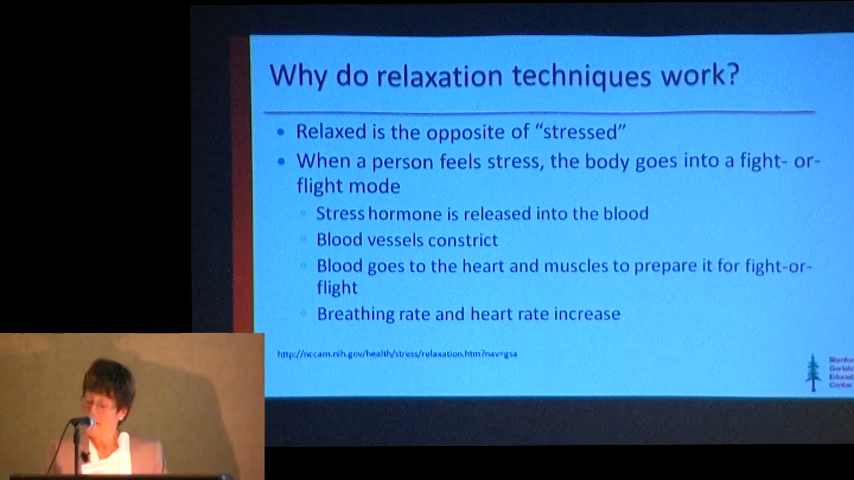 Why do relaxation techniques work?
Relaxed is the opposite of “stressed”
When a person feels stress, the body goes into a fight- or-
flight mode
Stress hormone is released into the blood
Blood vessels constrict
Blood goes to the heart and muscles to prepare it for fight-or-
flight
Breathing rate and heart rate increase
http://nccam.nih.gov/health/stress/relaxation.htm?nav=gsa
Center